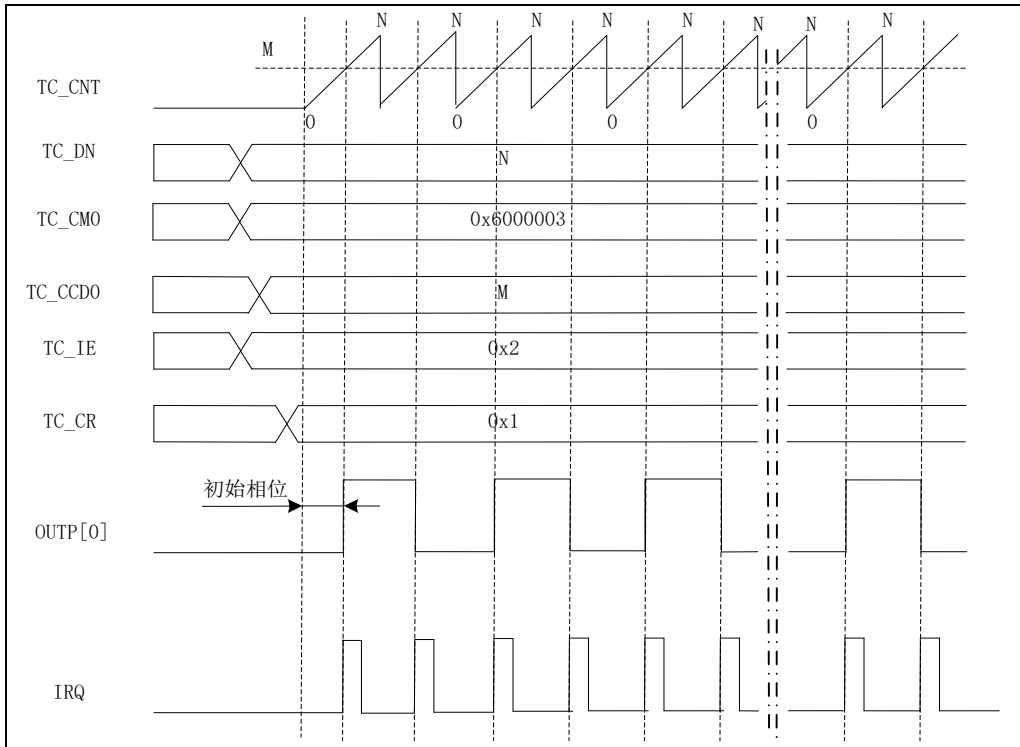 N N N N N N N N
M
TC_CNT
0 0 0 0
TC_DN
N
TC_CM0
0x6000003
TC_CCD0
M
TC_IE
0x2
TC_CR
0x1
初始相位
OUTP[0]
IRQ